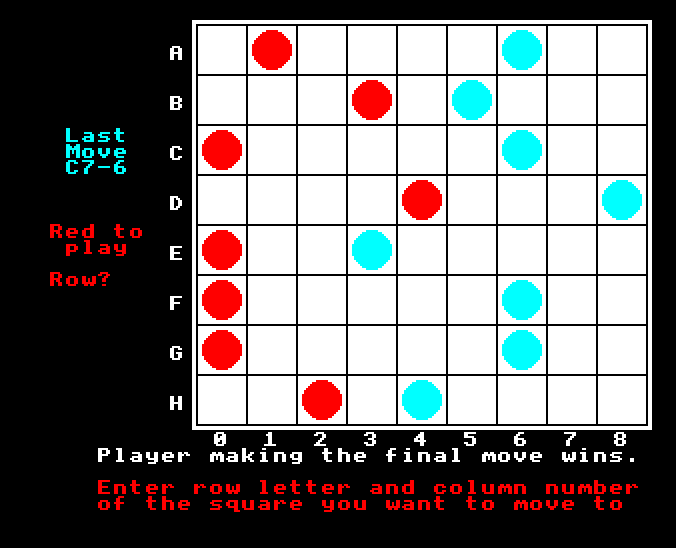 A
B
Last
Move
C7-6
C
D
Red to
play
E
Row?
F
G
H
0 1 2 3 4 5 6 7 8
Player making the final move wins.
Enter row letter and column number
of the square you want to move to